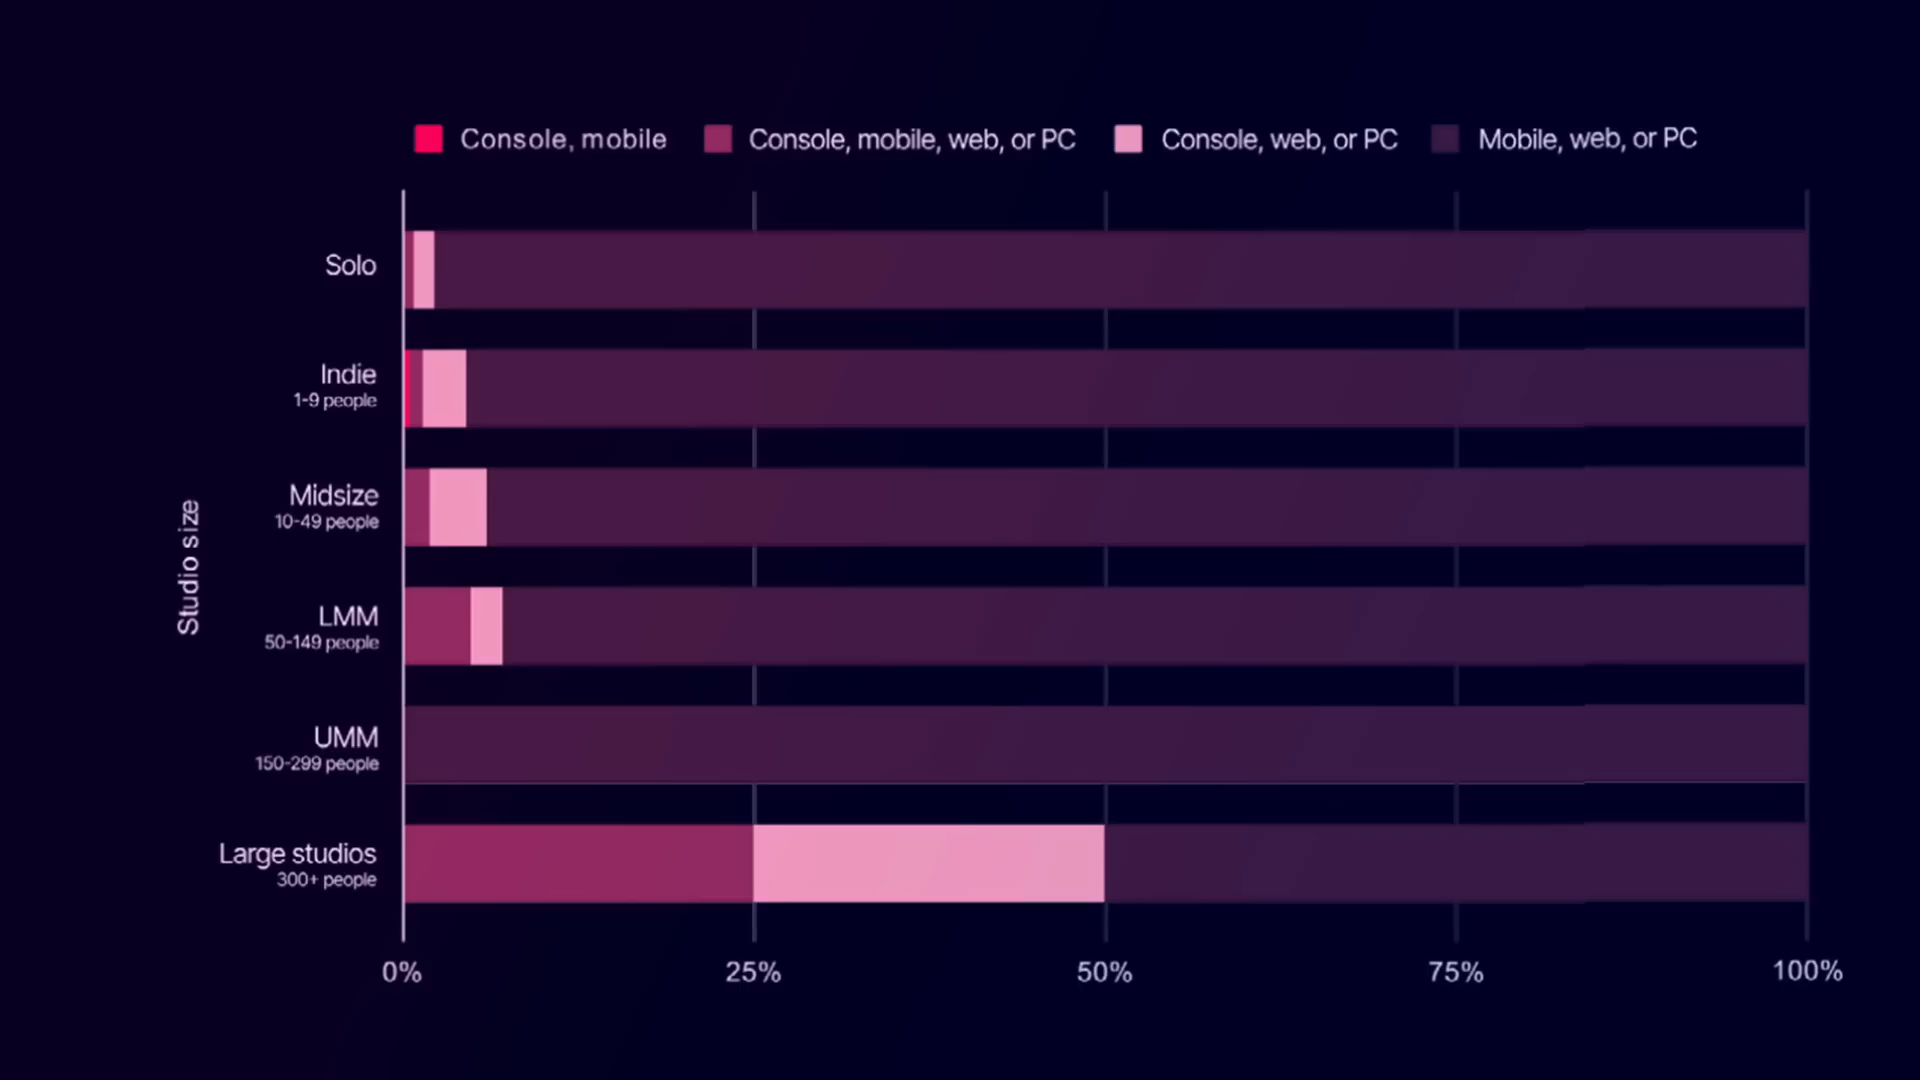 Console, mobile
Console, mobile, web, or PC
Console, web, or PC
Mobile, web, or PC
Studio size
Solo
Indie
1-9 people
Midsize
10-49 people
LMM
50-149 people
UMM
150-299 people
Large studios
300+ people
0%
25%
50%
75%
100%